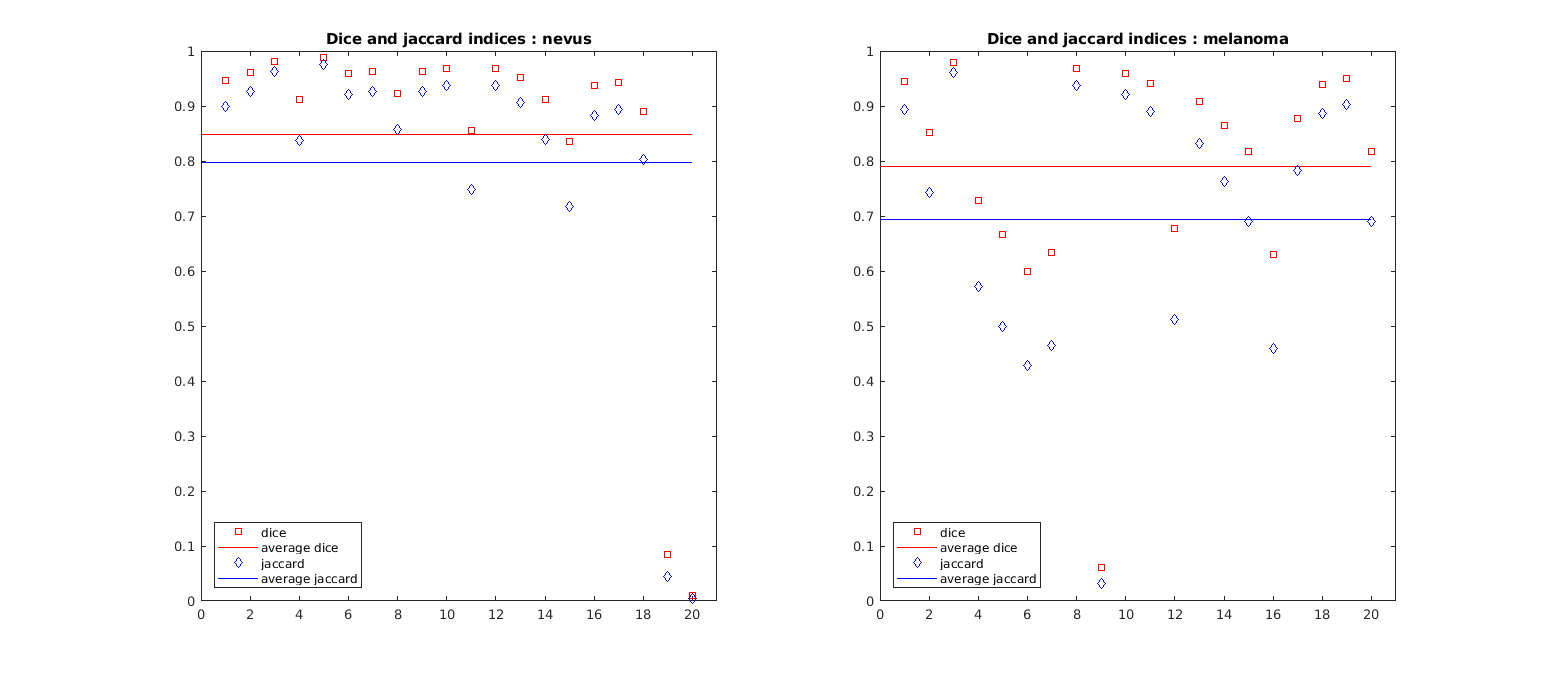 Dice and jaccard indices : nevus
1
0.9
0.8
0.7
0.6
0.5
0.4
0.3
0.2
0.1
0
dice
average dice
jaccard
average jaccard
0 2 4 6 8 10 12 14 16 18 20
Dice and jaccard indices : melanoma
1
0.9
0.8
0.7
0.6
0.5
0.4
0.3
0.2
0.1
0
dice
average dice
jaccard
average jaccard
0 2 4 6 8 10 12 14 16 18 20